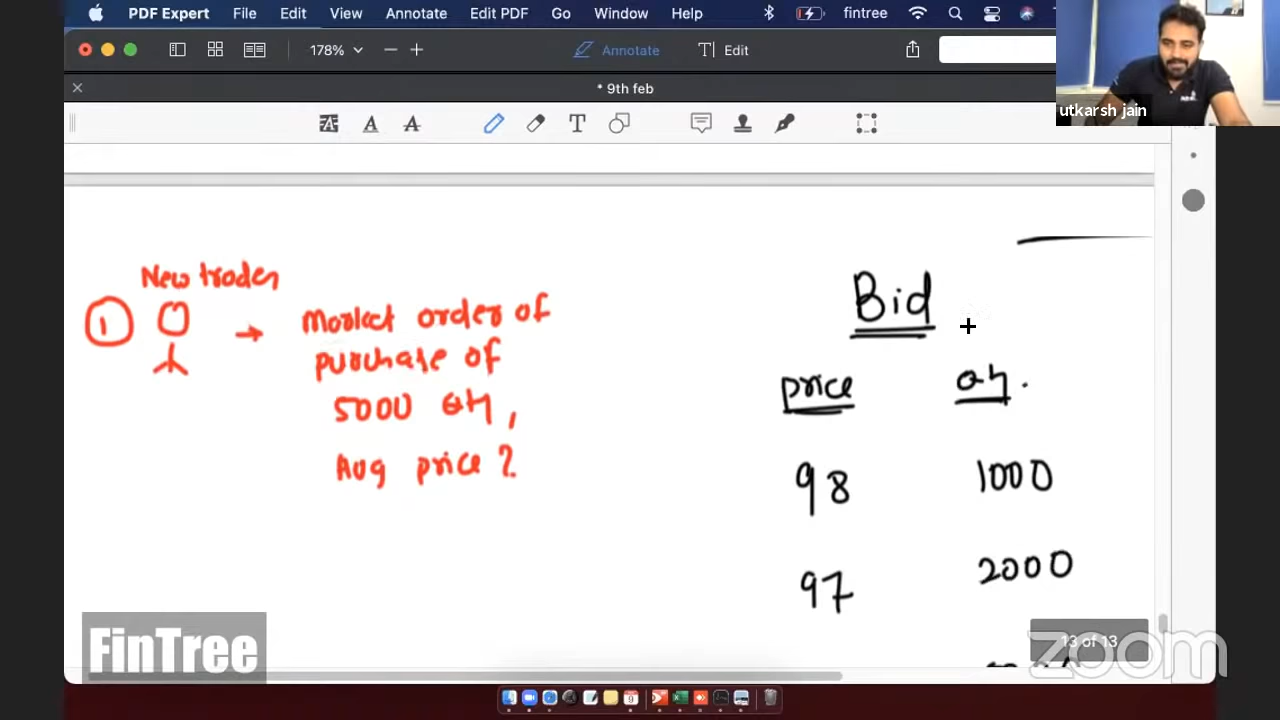 PDF Expert File Edit View Annotate Edit PDF Go Window Help fintree
178% Annotate T| Edit
* 9th feb
utkarsh jain
New trader
1 → Market order of
purchase of
5000 qty,
Avg price ?
Bid
price qty.
98 1000
97 2000
13 of 13
FinTree
zoom